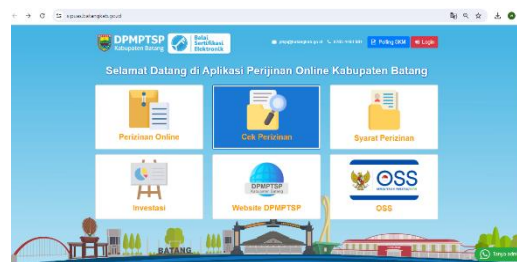 DPMPTSP
Kabupaten Batang
Balai
Sertifikasi
Elektronik
Polling SKM
Login
Selamat Datang di Aplikasi Perijinan Online Kabupaten Batang
Perizinan Online
Cek Perizinan
Syarat Perizinan
DPMPTSP
Investasi
Website DPMPTSP
OSS
OSS
BATANG